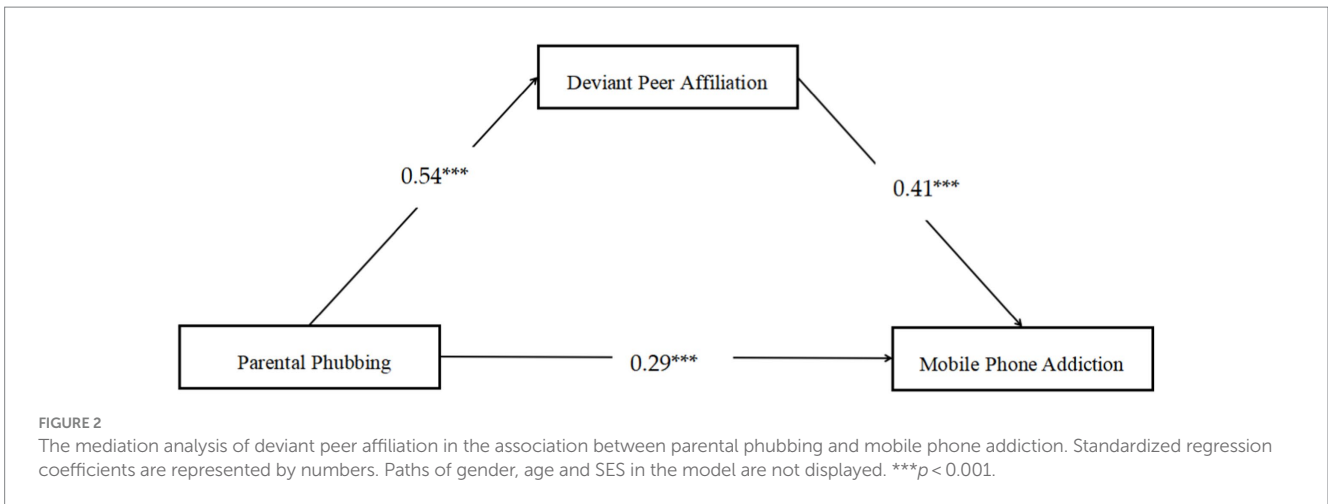 Deviant Peer Affiliation
0.54***
0.41***
Parental Phubbing
0.29***
Mobile Phone Addiction
FIGURE 2
The mediation analysis of deviant peer affiliation in the association between parental phubbing and mobile phone addiction. Standardized regression
coefficients are represented by numbers. Paths of gender, age and SES in the model are not displayed. ***p < 0.001.